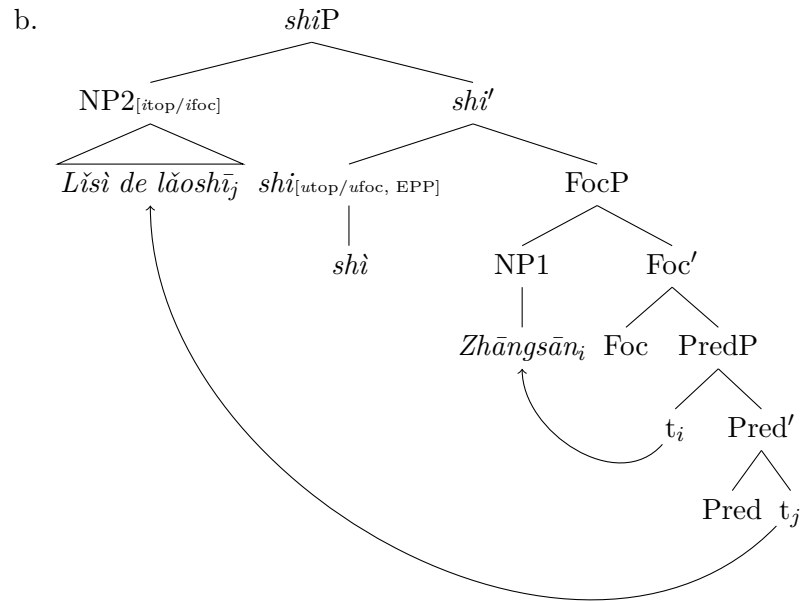 b.
shiP
NP2[itop/ifoc] shi′
Lǐsì de lǎoshī_j shi[utop/ufoc, EPP] FocP
shì NP1 Foc′
Zhāngsān_i Foc PredP
t_i Pred′
Pred t_j